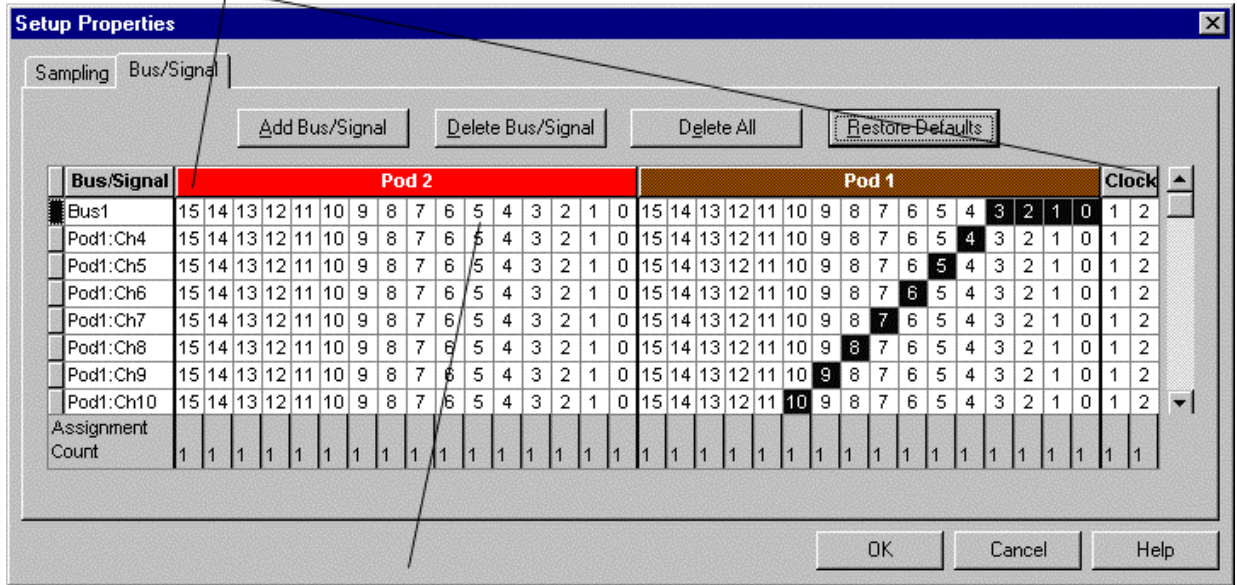 Setup Properties
Sampling Bus/Signal
Add Bus/Signal Delete Bus/Signal Delete All Restore Defaults
Bus/Signal Pod 2 Pod 1 Clock
Bus1 15 14 13 12 11 10 9 8 7 6 5 4 3 2 1 0 15 14 13 12 11 10 9 8 7 6 5 4 3 2 1 0 1 2
Pod1:Ch4 15 14 13 12 11 10 9 8 7 6 5 4 3 2 1 0 15 14 13 12 11 10 9 8 7 6 5 4 3 2 1 0 1 2
Pod1:Ch5 15 14 13 12 11 10 9 8 7 6 5 4 3 2 1 0 15 14 13 12 11 10 9 8 7 6 5 4 3 2 1 0 1 2
Pod1:Ch6 15 14 13 12 11 10 9 8 7 6 5 4 3 2 1 0 15 14 13 12 11 10 9 8 7 6 5 4 3 2 1 0 1 2
Pod1:Ch7 15 14 13 12 11 10 9 8 7 6 5 4 3 2 1 0 15 14 13 12 11 10 9 8 7 6 5 4 3 2 1 0 1 2
Pod1:Ch8 15 14 13 12 11 10 9 8 7 6 5 4 3 2 1 0 15 14 13 12 11 10 9 8 7 6 5 4 3 2 1 0 1 2
Pod1:Ch9 15 14 13 12 11 10 9 8 7 6 5 4 3 2 1 0 15 14 13 12 11 10 9 8 7 6 5 4 3 2 1 0 1 2
Pod1:Ch10 15 14 13 12 11 10 9 8 7 6 5 4 3 2 1 0 15 14 13 12 11 10 9 8 7 6 5 4 3 2 1 0 1 2
Assignment
Count 1 1 1 1 1 1 1 1 1 1 1 1 1 1 1 1 1 1 1 1 1 1 1 1 1 1 1 1 1 1 1 1 1 1
OK Cancel Help